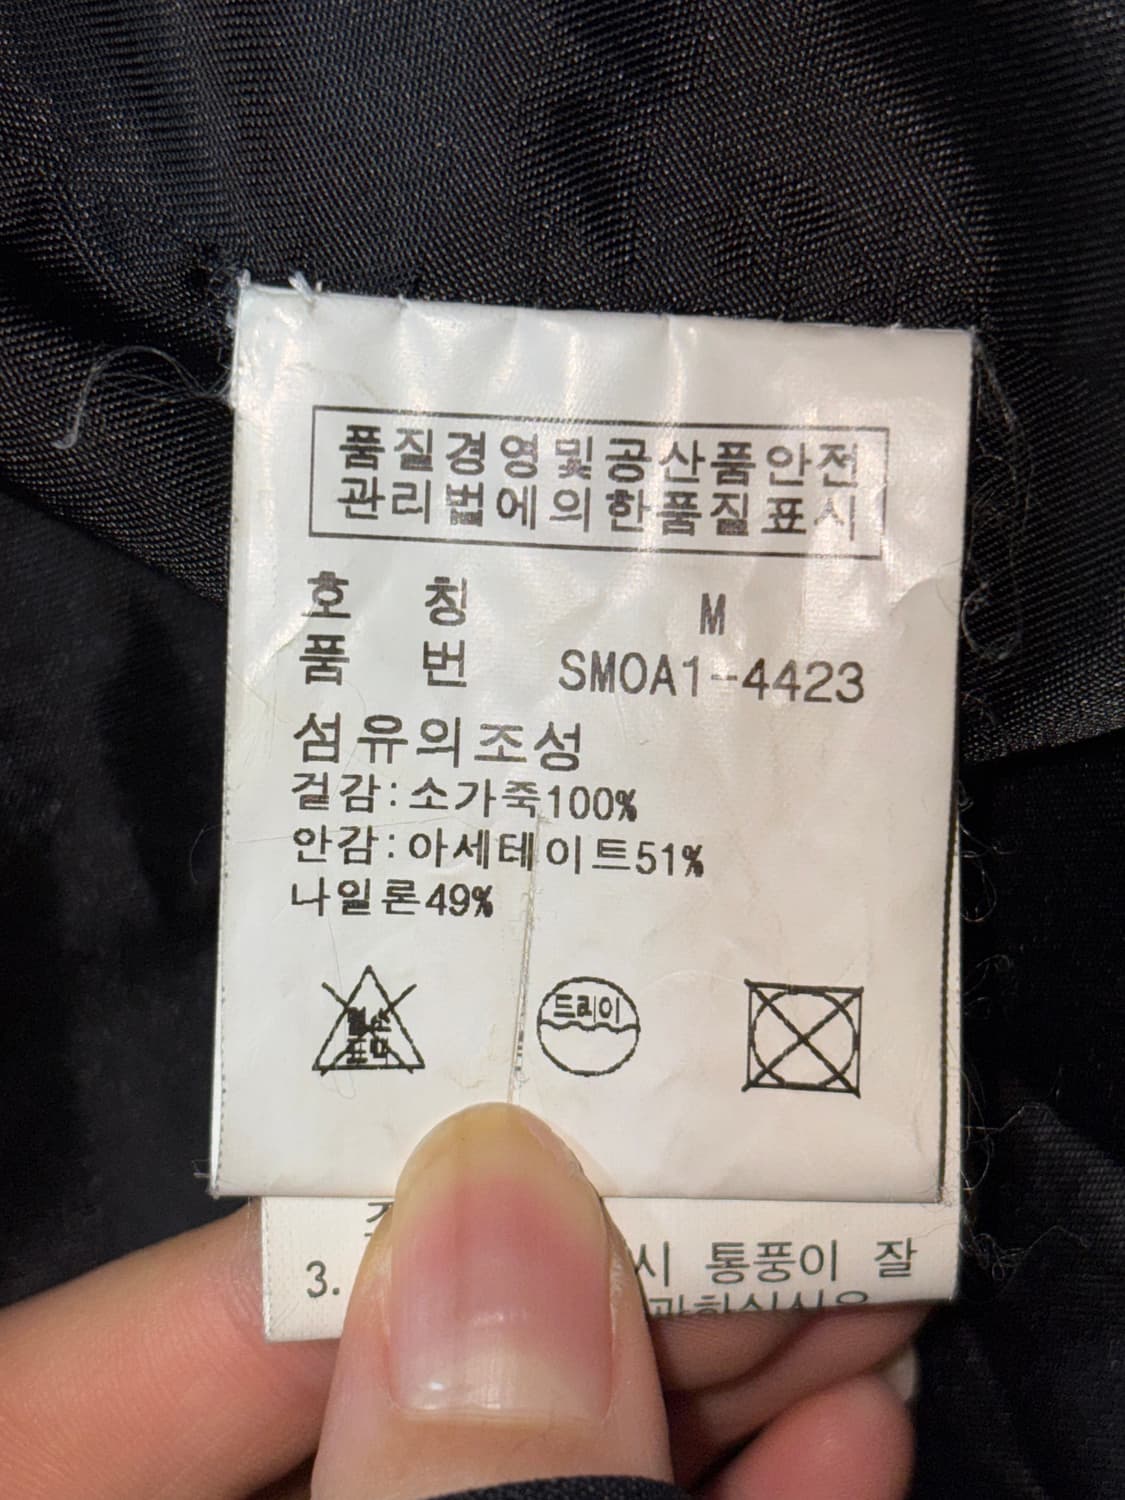 품질경영및공산품안전
관리법에의한품질표시
호 칭 M
품 번 SMOA1-4423
섬유의조성
겉감:소가죽100%
안감:아세테이트51%
나일론49%
드라이
3. 시 통풍이 잘